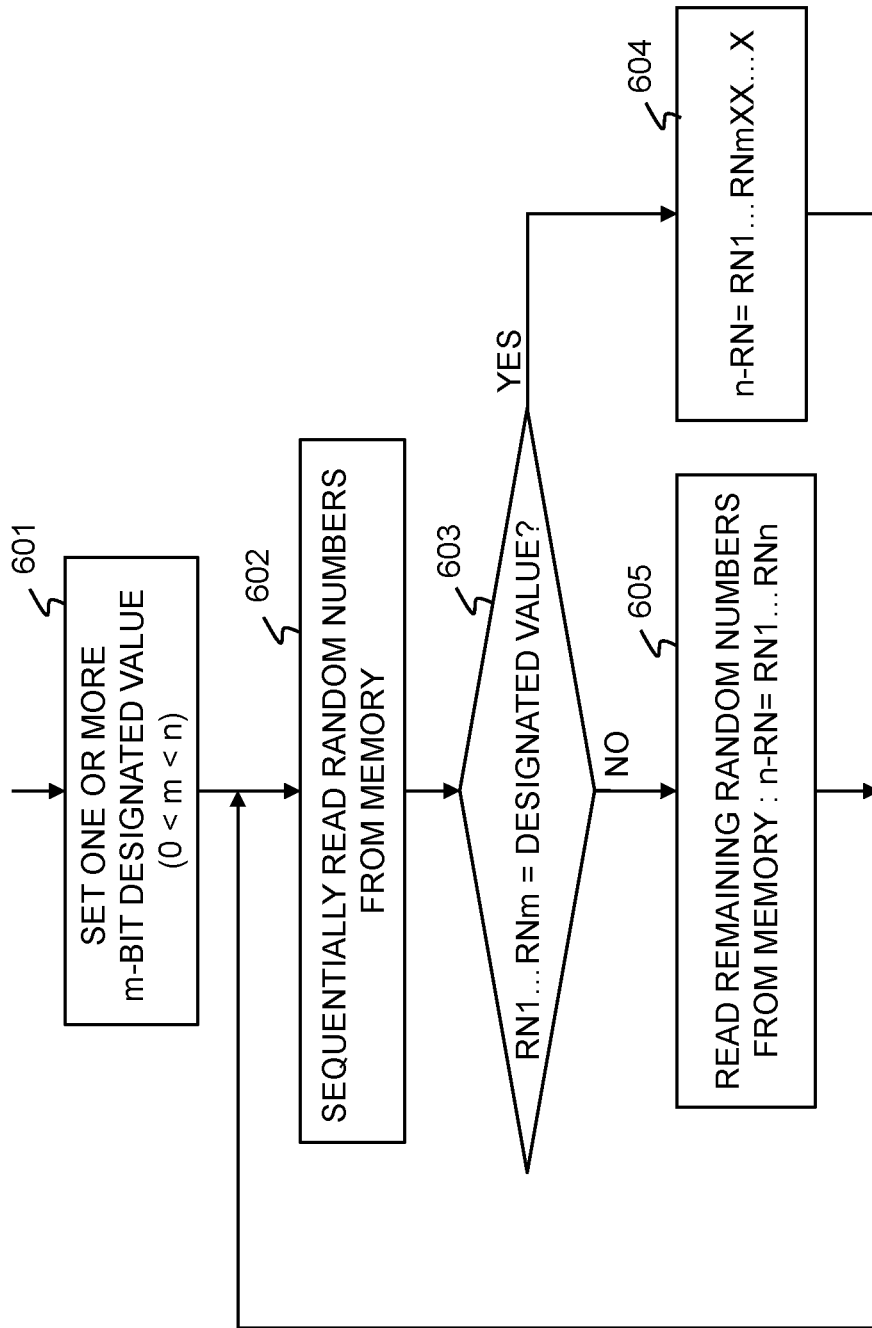 601
SET ONE OR MORE
m-BIT DESIGNATED VALUE
(0 < m < n)
602
SEQUENTIALLY READ RANDOM NUMBERS
FROM MEMORY
603
RN1...RNm = DESIGNATED VALUE?
YES
NO
604
n-RN= RN1...RNmXX...X
605
READ REMAINING RANDOM NUMBERS
FROM MEMORY : n-RN= RN1...RNn